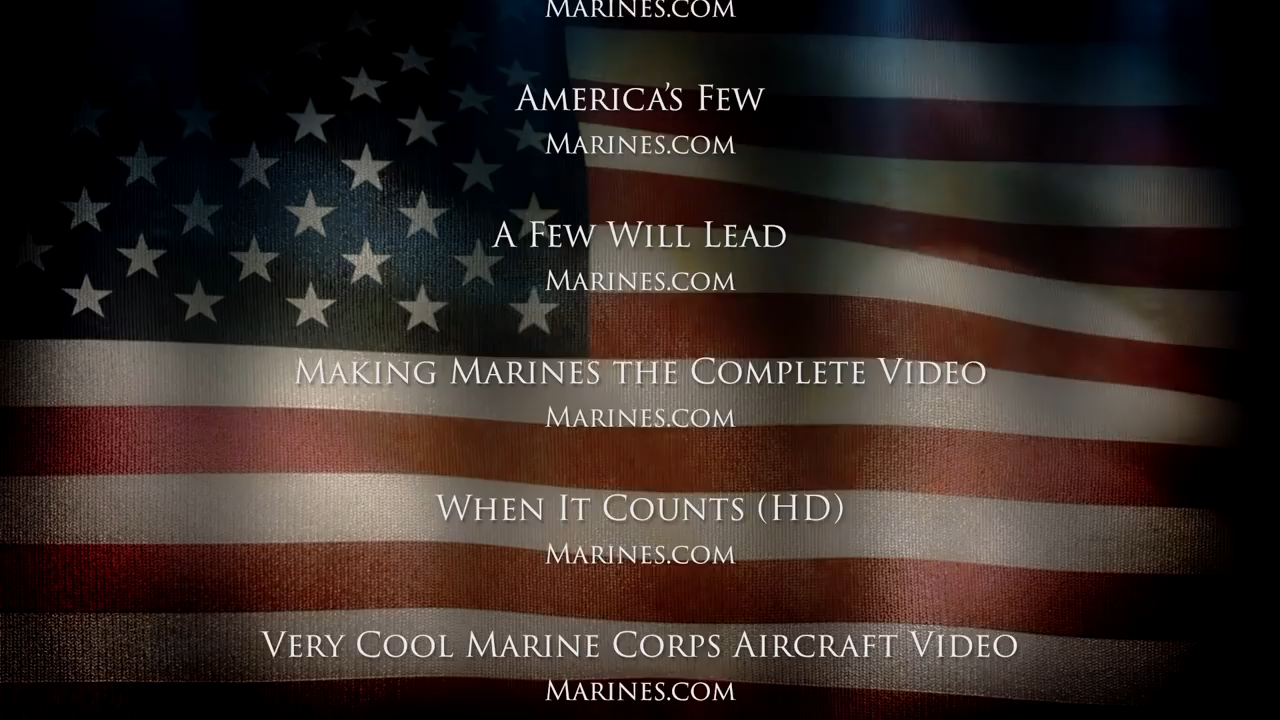 Marines.com
America's Few
Marines.com
A Few Will Lead
Marines.com
Making Marines the Complete Video
Marines.com
When It Counts (HD)
Marines.com
Very Cool Marine Corps Aircraft Video
Marines.com